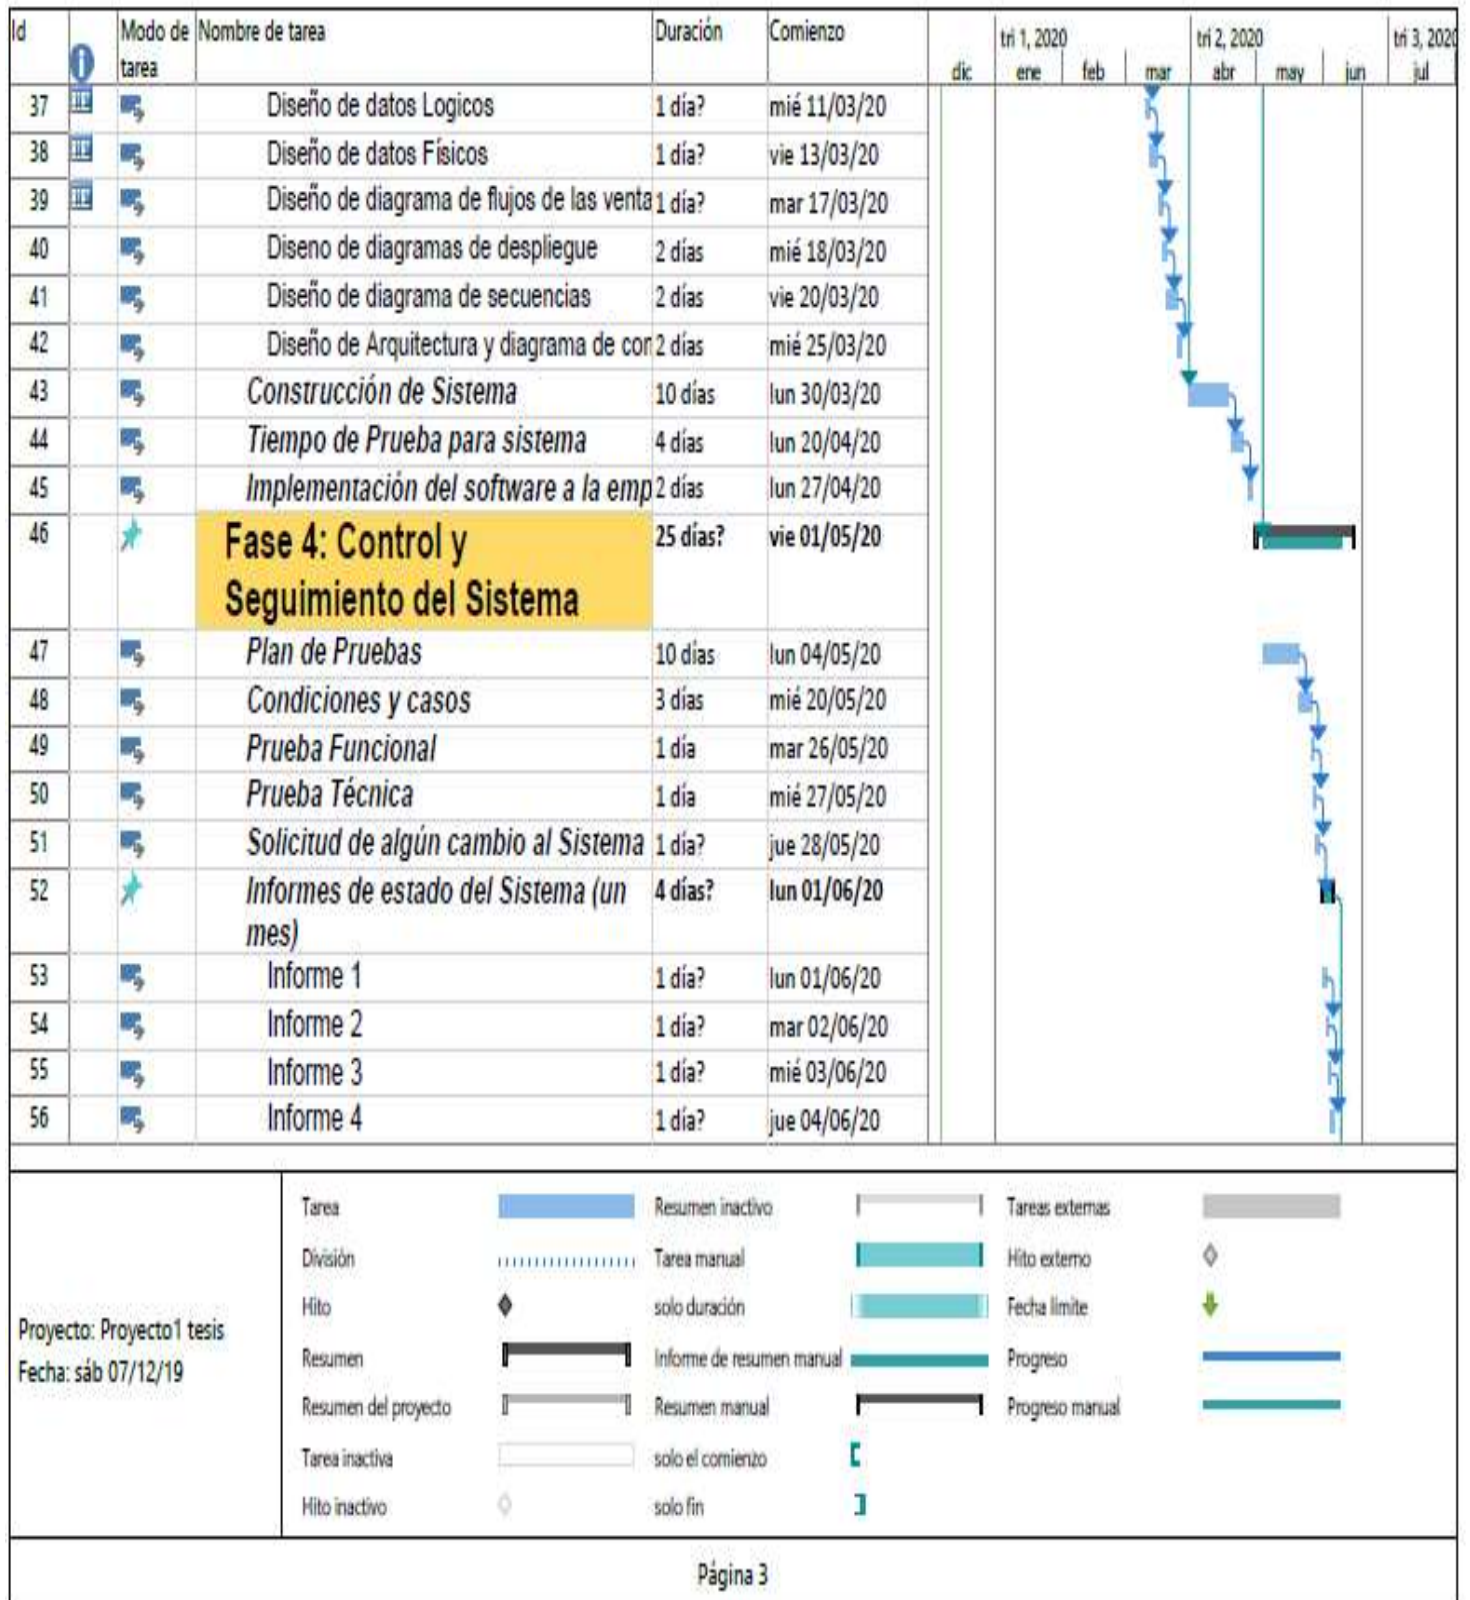 Id Modo de Nombre de tarea Duración Comienzo tri 1, 2020 tri 2, 2020 tri 3, 2020
tarea dic ene feb mar abr may jun jul
37 Diseño de datos Logicos 1 día? mié 11/03/20
38 Diseño de datos Físicos 1 día? vie 13/03/20
39 Diseño de diagrama de flujos de las venta 1 día? mar 17/03/20
40 Diseno de diagramas de despliegue 2 días mié 18/03/20
41 Diseño de diagrama de secuencias 2 días vie 20/03/20
42 Diseño de Arquitectura y diagrama de con 2 días mié 25/03/20
43 Construcción de Sistema 10 días lun 30/03/20
44 Tiempo de Prueba para sistema 4 días lun 20/04/20
45 Implementación del software a la emp 2 días lun 27/04/20
46 Fase 4: Control y 25 días? vie 01/05/20
Seguimiento del Sistema
47 Plan de Pruebas 10 días lun 04/05/20
48 Condiciones y casos 3 días mié 20/05/20
49 Prueba Funcional 1 día mar 26/05/20
50 Prueba Técnica 1 día mié 27/05/20
51 Solicitud de algún cambio al Sistema 1 día? jue 28/05/20
52 Informes de estado del Sistema (un 4 días? lun 01/06/20
mes)
53 Informe 1 1 día? lun 01/06/20
54 Informe 2 1 día? mar 02/06/20
55 Informe 3 1 día? mié 03/06/20
56 Informe 4 1 día? jue 04/06/20
Proyecto: Proyecto1 tesis
Fecha: sáb 07/12/19
Tarea Resumen inactivo Tareas externas
División Tarea manual Hito externo
Hito solo duración Fecha límite
Resumen Informe de resumen manual Progreso
Resumen del proyecto Resumen manual Progreso manual
Tarea inactiva solo el comienzo
Hito inactivo solo fin
Página 3